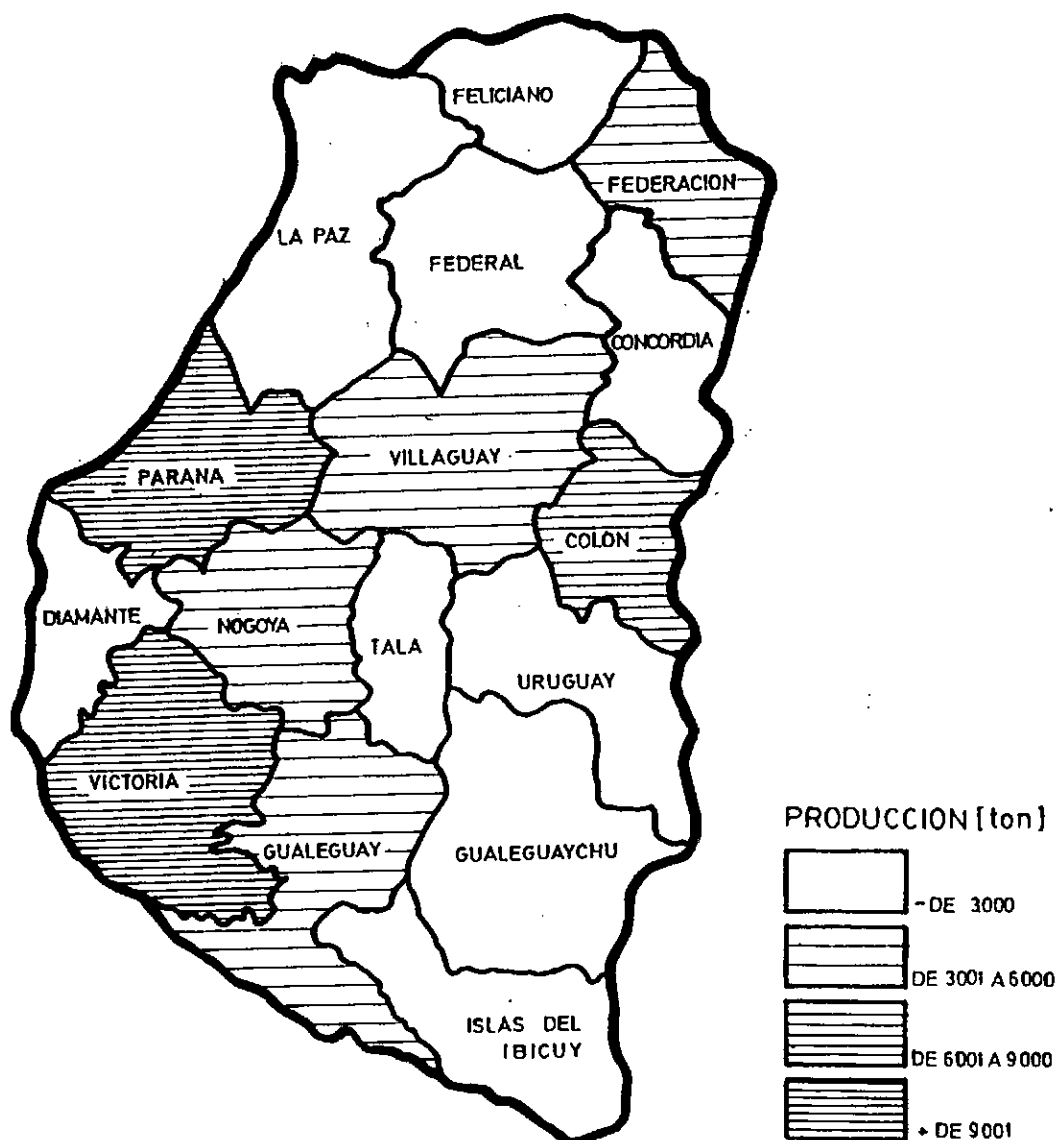 FELICIANO
FEDERACION
LA PAZ
FEDERAL
CONCORDIA
PARANA
VILLAGUAY
COLON
DIAMANTE
NOGOYA
TALA
URUGUAY
VICTORIA
GUALEGUAY
GUALEGUAYCHU
ISLAS DEL
IBICUY
PRODUCCION [ton]
- DE 3000
DE 3001 A 6000
DE 6001 A 9000
+ DE 9001